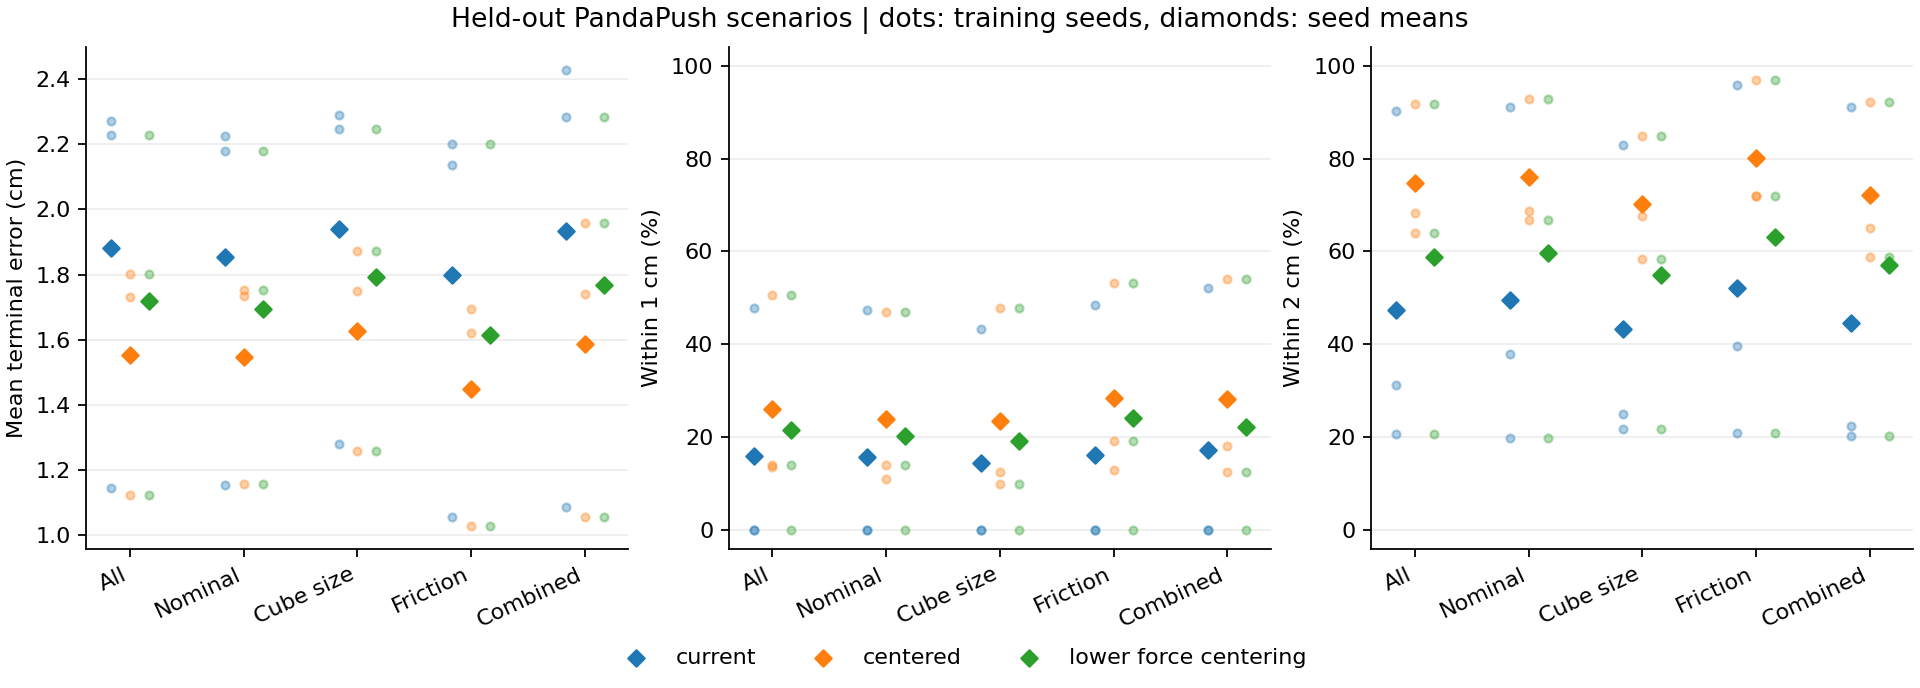 Held-out PandaPush scenarios | dots: training seeds, diamonds: seed means
Mean terminal error (cm)
2.4
2.2
2.0
1.8
1.6
1.4
1.2
1.0
All
Nominal
Cube size
Friction
Combined
Within 1 cm (%)
100
80
60
40
20
0
All
Nominal
Cube size
Friction
Combined
Within 2 cm (%)
100
80
60
40
20
0
All
Nominal
Cube size
Friction
Combined
current
centered
lower force centering